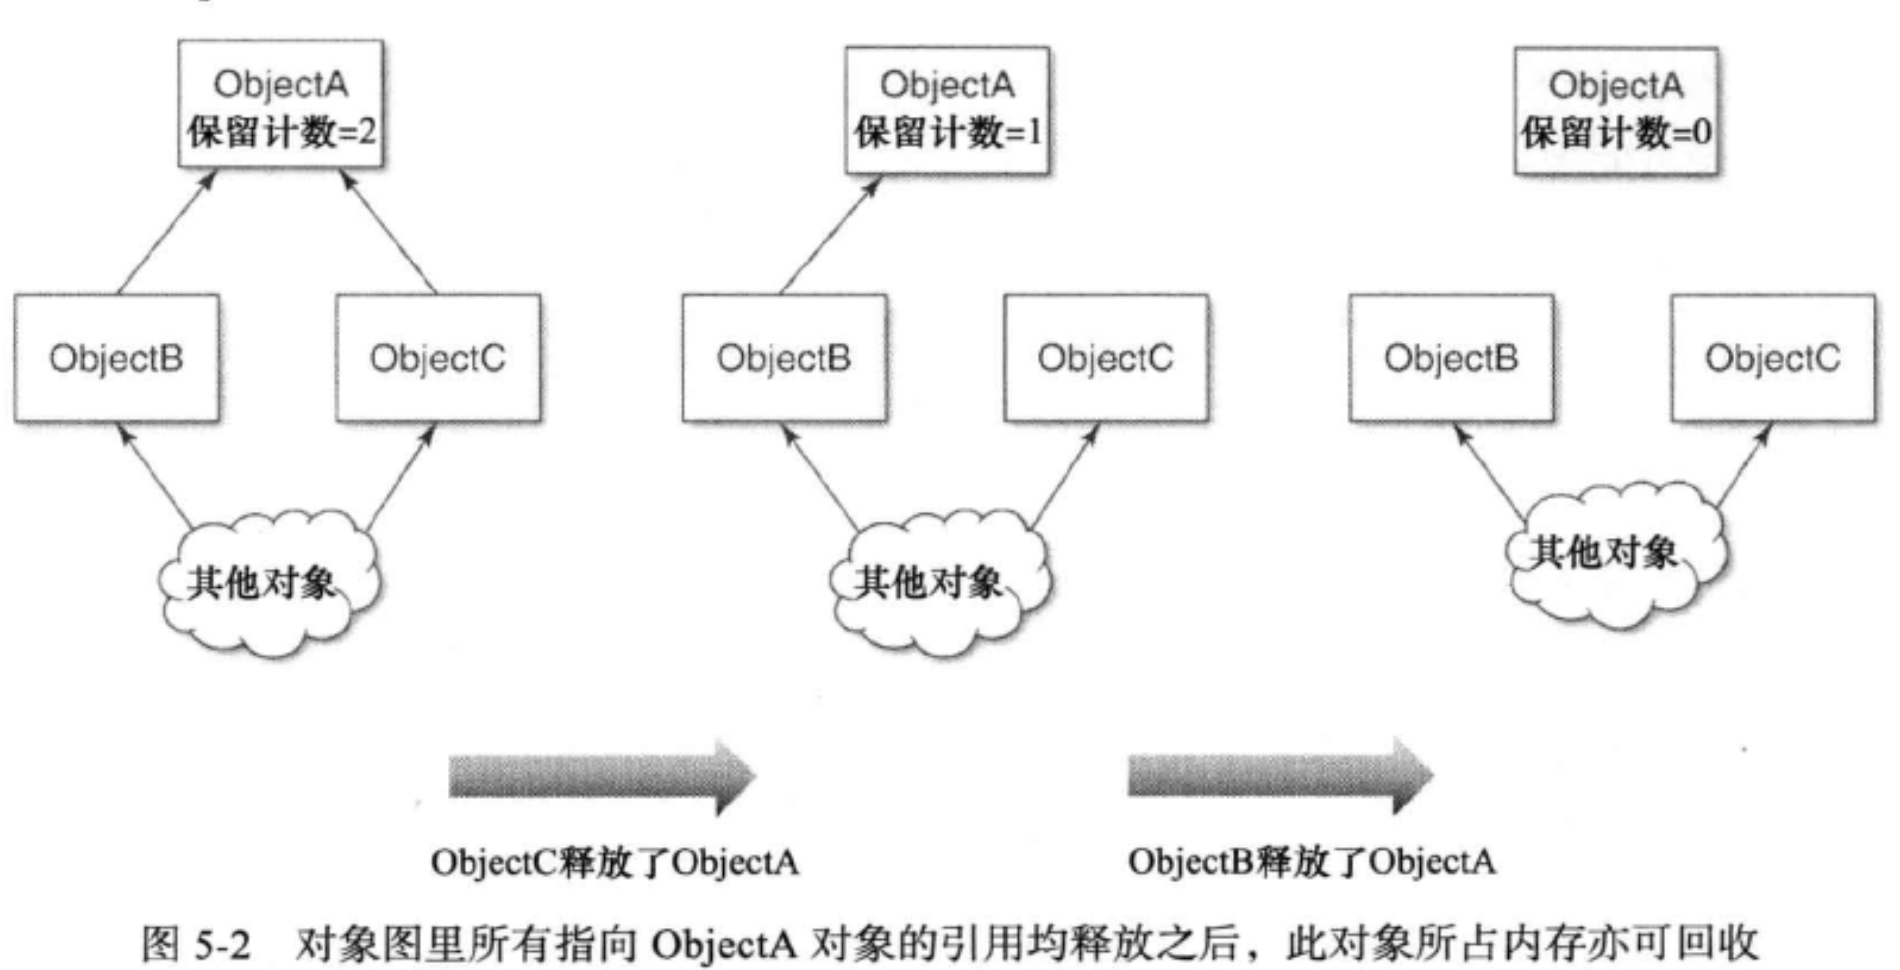 ObjectA
保留计数=2
ObjectA
保留计数=1
ObjectA
保留计数=0
ObjectB
ObjectC
ObjectB
ObjectC
ObjectB
ObjectC
其他对象
其他对象
其他对象
ObjectC释放了ObjectA
ObjectB释放了ObjectA
图 5-2 对象图里所有指向 ObjectA 对象的引用均释放之后，此对象所占内存亦可回收